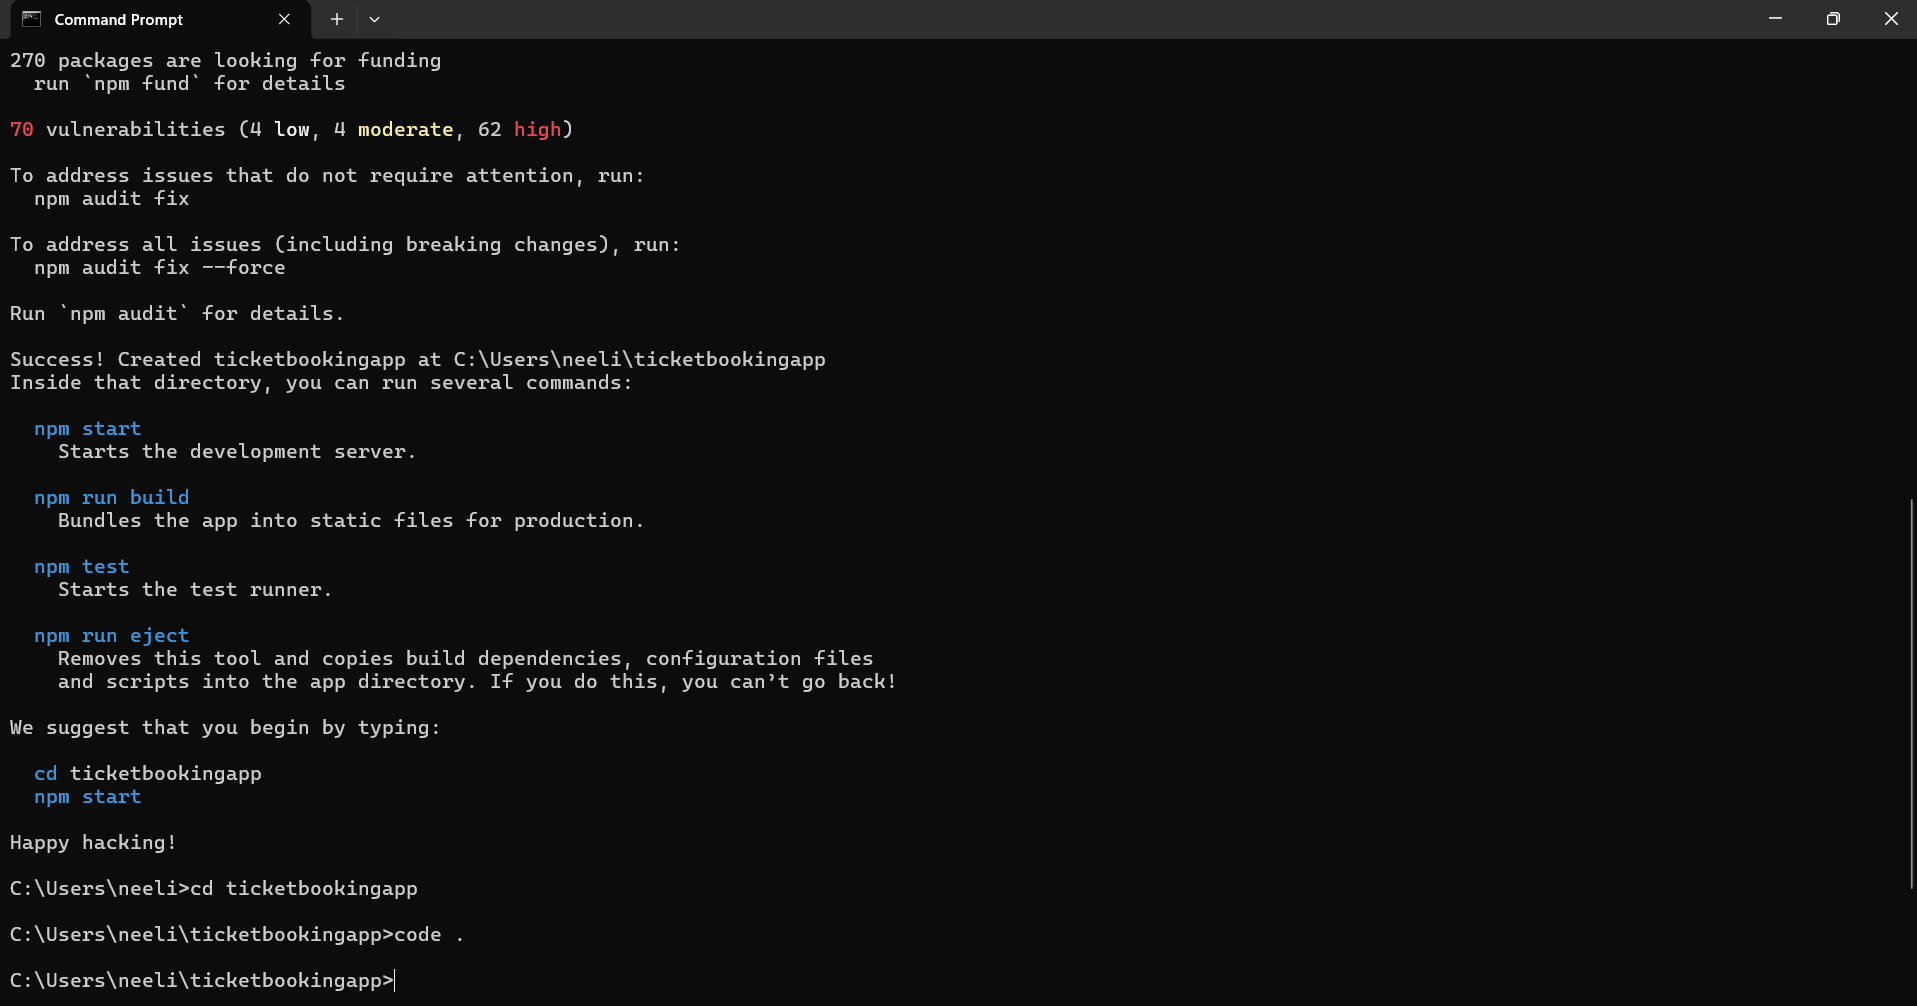 Command Prompt
270 packages are looking for funding
  run `npm fund` for details
70 vulnerabilities (4 low, 4 moderate, 62 high)
To address issues that do not require attention, run:
  npm audit fix
To address all issues (including breaking changes), run:
  npm audit fix --force
Run `npm audit` for details.
Success! Created ticketbookingapp at C:\Users\neeli\ticketbookingapp
Inside that directory, you can run several commands:
  npm start
    Starts the development server.
  npm run build
    Bundles the app into static files for production.
  npm test
    Starts the test runner.
  npm run eject
    Removes this tool and copies build dependencies, configuration files
    and scripts into the app directory. If you do this, you can’t go back!
We suggest that you begin by typing:
  cd ticketbookingapp
  npm start
Happy hacking!
C:\Users\neeli>cd ticketbookingapp
C:\Users\neeli\ticketbookingapp>code .
C:\Users\neeli\ticketbookingapp>